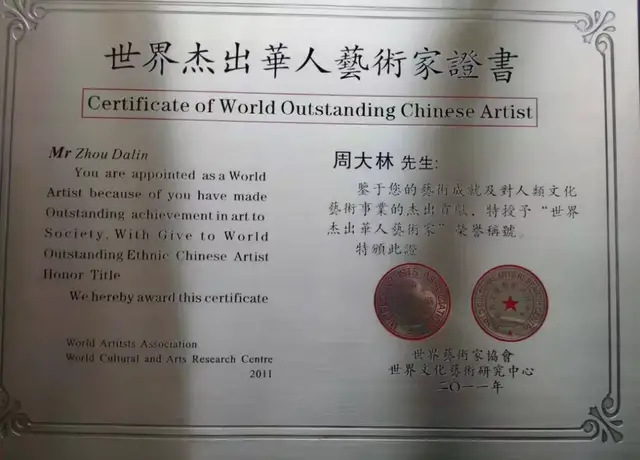 世界杰出華人藝術家證書
Certificate of World Outstanding Chinese Artist
Mr Zhou Dalin
You are appointed as a World
Artist because of you have made
Outstanding achievement in art to
Society. With Give to World
Outstanding Ethnic Chinese Artist
Honor Title
We hereby award this certificate
World Artitsts Association
World Cultural and Arts Research Centre
2011
周大林 先生:
鉴于您的藝術成就及對人類文化
藝術事業的杰出貢獻，特授予“世界
杰出華人藝術家”榮譽稱號。
特頒此證
世界藝術家協會
世界文化藝術研究中心
二〇一一年